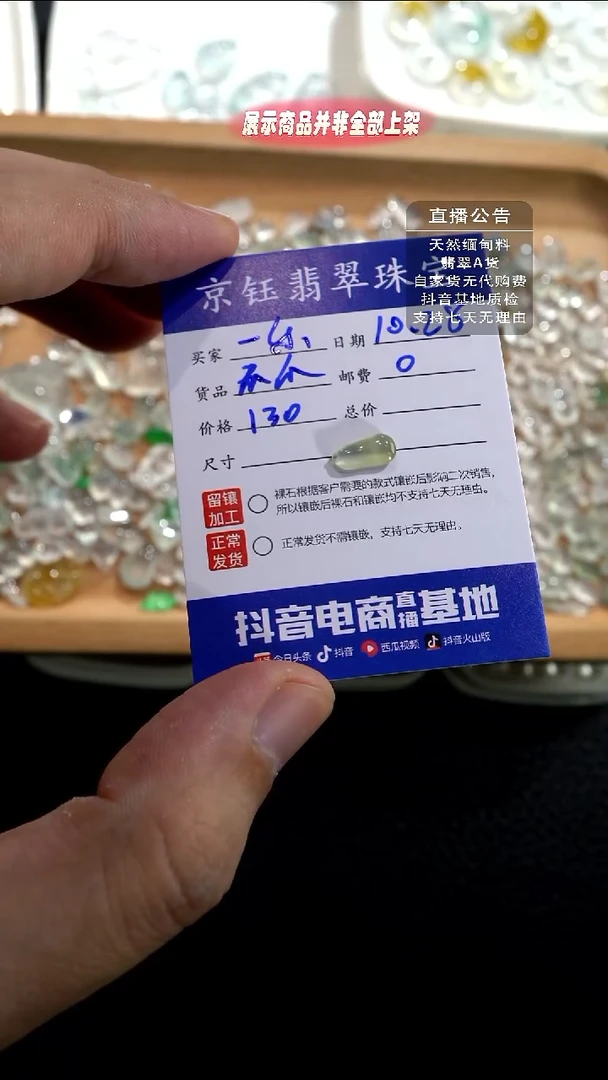 展示商品并非全部上架
直播公告
天然缅甸料
翡翠A货
自家货无代购费
抖音基地质检
支持七天无理由
京钰翡翠珠宝
买家 日期 10.26
货品 邮费 0
价格 130 总价
尺寸
留镶加工 裸石根据客户需要的款式镶嵌后影响二次销售,
所以镶嵌后裸石和镶嵌均不支持七天无理由。
正常发货 正常发货不需镶嵌,支持七天无理由。
抖音电商直播基地
今日头条 抖音 西瓜视频 抖音火山版